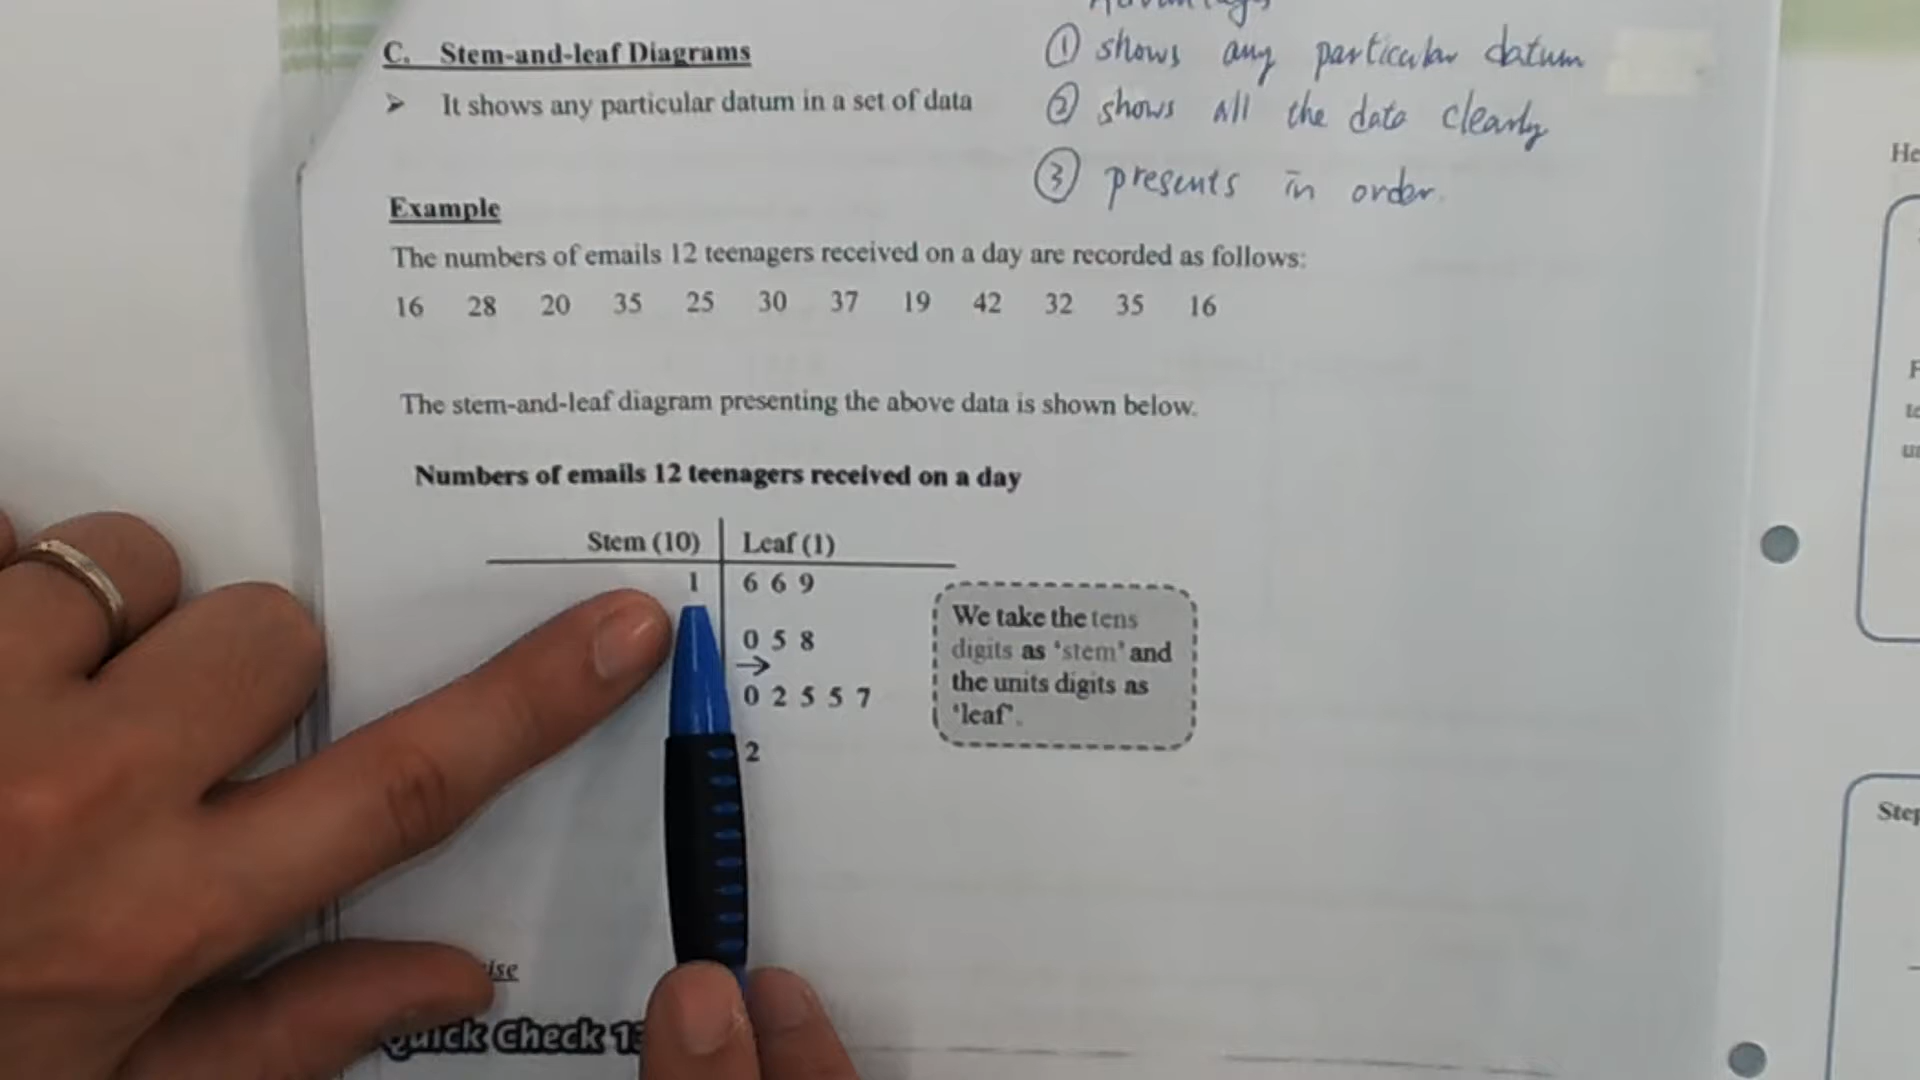 C. Stem-and-leaf Diagrams
➢ It shows any particular datum in a set of data
① shows any particular datum
② shows all the data clearly
③ presents in order.
Example
The numbers of emails 12 teenagers received on a day are recorded as follows:
16 28 20 35 25 30 37 19 42 32 35 16
The stem-and-leaf diagram presenting the above data is shown below.
Numbers of emails 12 teenagers received on a day
Stem (10) Leaf (1)
1 6 6 9
0 5 8
→
0 2 5 5 7
2
We take the tens
digits as 'stem' and
the units digits as
'leaf'.
Quick Check
He
Step